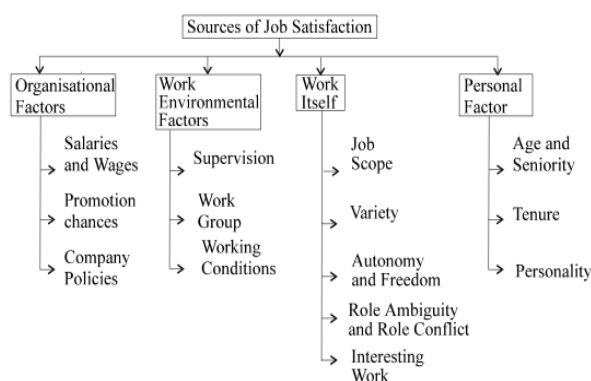 Sources of Job Satisfaction
Organisational
Factors
Salaries
and Wages
Promotion
chances
Company
Policies
Work
Environmental
Factors
Supervision
Work
Group
Working
Conditions
Work
Itself
Job
Scope
Variety
Autonomy
and Freedom
Role Ambiguity
and Role Conflict
Interesting
Work
Personal
Factor
Age and
Seniority
Tenure
Personality